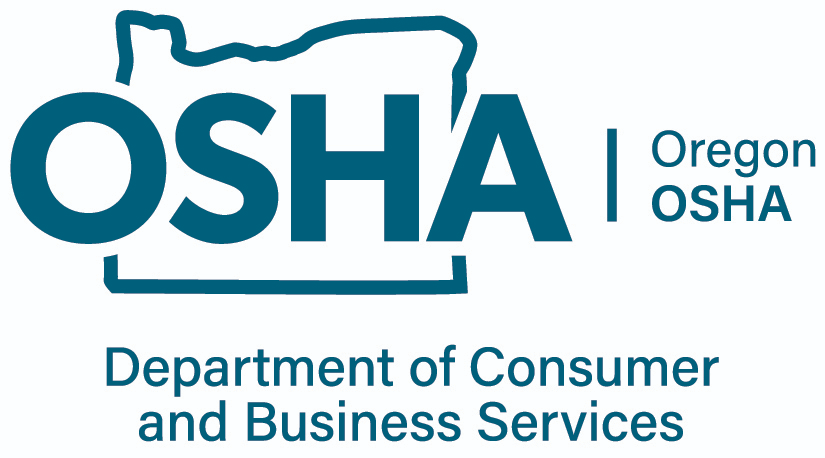 OSHA
Oregon
OSHA
Department of Consumer
and Business Services